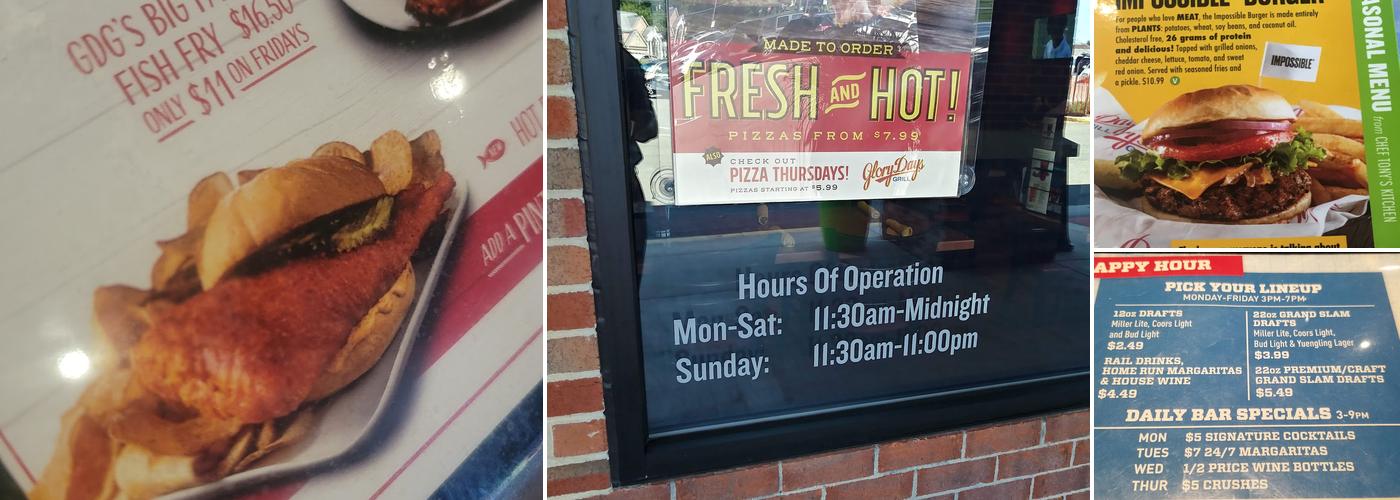 GDG'S BIG
FISH FRY $16.50
ONLY $11 ON FRIDAYS
HOT
ADD A PIN
MADE TO ORDER
FRESH AND HOT!
PIZZAS FROM $7.99
ALSO
CHECK OUT
PIZZA THURSDAYS!
PIZZAS STARTING AT $5.99
Glory Days
GRILL
Hours Of Operation
Mon-Sat: 11:30am-Midnight
Sunday: 11:30am-11:00pm
IMPOSSIBLE BURGER
For people who love MEAT, the Impossible Burger is made entirely
from PLANTS: potatoes, wheat, soy beans, and coconut oil.
Cholesterol free, 26 grams of protein
and delicious! Topped with grilled onions,
cheddar cheese, lettuce, tomato, and sweet
red onion. Served with seasoned fries and
a pickle. $10.99 V
IMPOSSIBLE
ASONAL MENU from CHEF TONY'S KITCHEN
is talking about
APPY HOUR
PICK YOUR LINEUP
MONDAY-FRIDAY 3PM-7PM
12oz DRAFTS
Miller Lite, Coors Light
and Bud Light
$2.49
RAIL DRINKS,
HOME RUN MARGARITAS
& HOUSE WINE
$4.49
22oz GRAND SLAM
DRAFTS
Miller Lite, Coors Light,
Bud Light & Yuengling Lager
$3.99
22oz PREMIUM/CRAFT
GRAND SLAM DRAFTS
$5.49
DAILY BAR SPECIALS 3-9PM
MON $5 SIGNATURE COCKTAILS
TUES $7 24/7 MARGARITAS
WED 1/2 PRICE WINE BOTTLES
THUR $5 CRUSHES